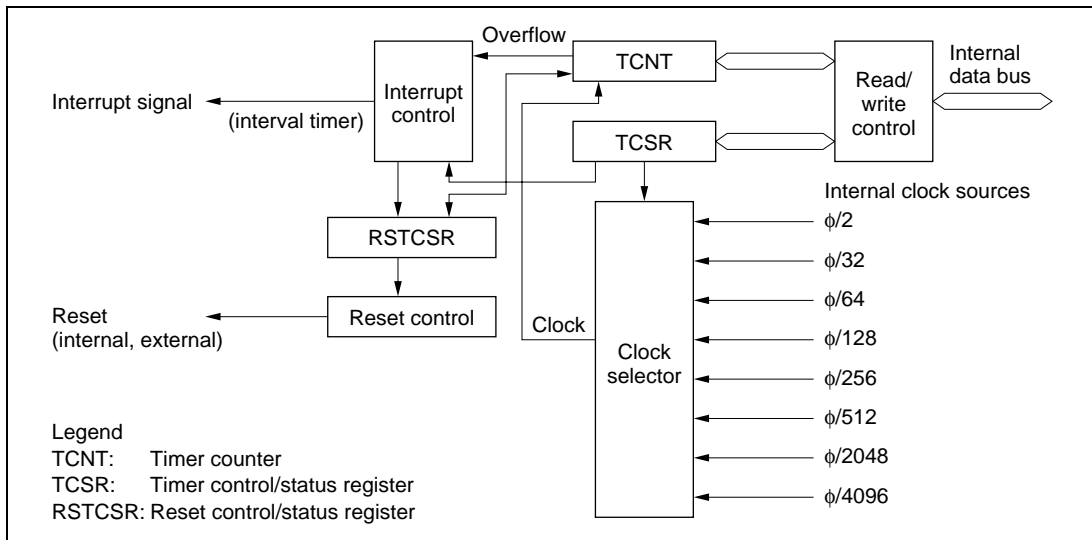 Overflow
TCNT
Internal
data bus
Read/
write
control
Interrupt
control
Interrupt signal
(interval timer)
TCSR
Internal clock sources
RSTCSR
ϕ/2
ϕ/32
ϕ/64
Reset
(internal, external)
Reset control
Clock
ϕ/128
Clock
selector
ϕ/256
ϕ/512
ϕ/2048
ϕ/4096
Legend
TCNT: Timer counter
TCSR: Timer control/status register
RSTCSR: Reset control/status register